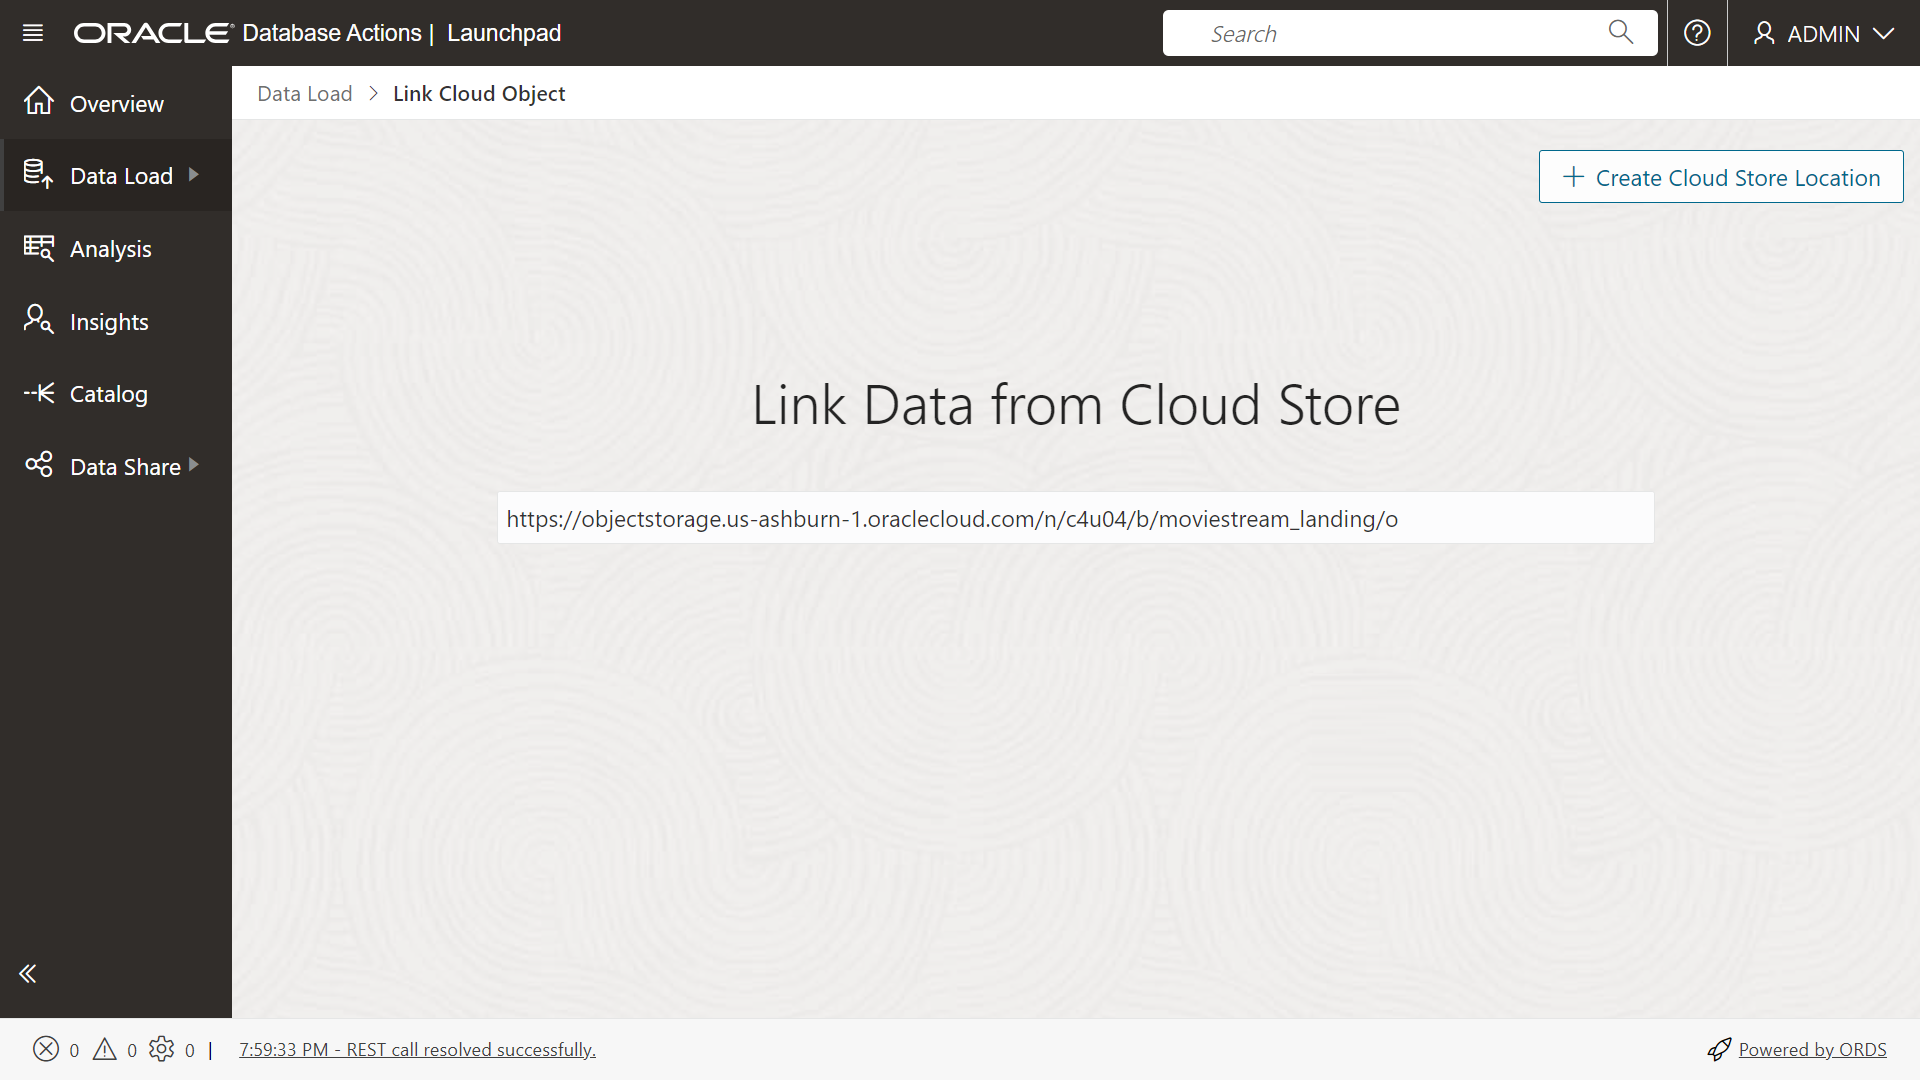 ORACLE® Database Actions | Launchpad
Search
ADMIN
Overview
Data Load
Analysis
Insights
Catalog
Data Share
Data Load > Link Cloud Object
+ Create Cloud Store Location
Link Data from Cloud Store
https://objectstorage.us-ashburn-1.oraclecloud.com/n/c4u04/b/moviestream_landing/o
0 0 0 | 7:59:33 PM - REST call resolved successfully.
Powered by ORDS